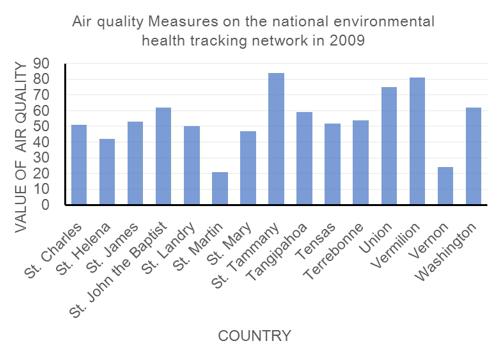 Air quality Measures on the national environmental
health tracking network in 2009
VALUE OF AIR QUALITY
90
80
70
60
50
40
30
20
10
0
St. Charles
St. Helena
St. James
St. John the Baptist
St. Landry
St. Martin
St. Mary
St. Tammany
Tangipahoa
Tensas
Terrebonne
Union
Vermilion
Vernon
Washington
COUNTRY